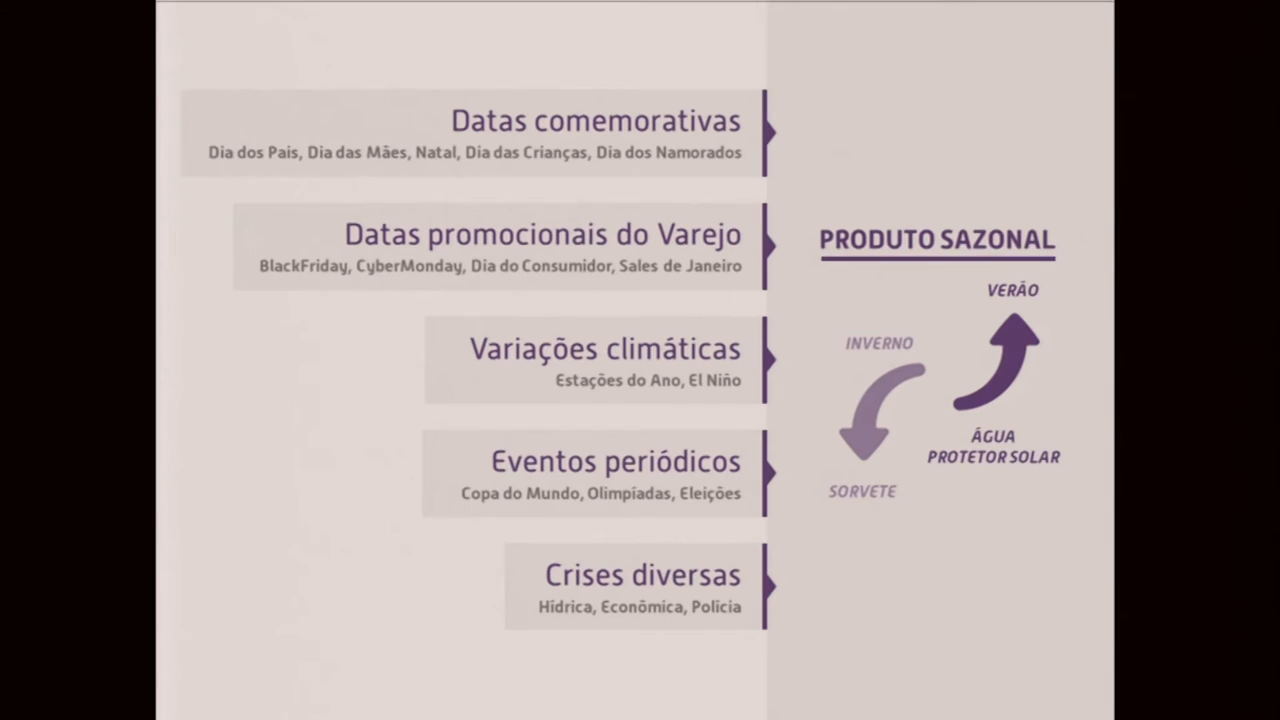 Datas comemorativas
Dia dos Pais, Dia das Mães, Natal, Dia das Crianças, Dia dos Namorados
Datas promocionais do Varejo
BlackFriday, CyberMonday, Dia do Consumidor, Sales de Janeiro
Variações climáticas
Estações do Ano, El Niño
Eventos periódicos
Copa do Mundo, Olimpíadas, Eleições
Crises diversas
Hídrica, Econômica, Polícia
PRODUTO SAZONAL
VERÃO
INVERNO
ÁGUA
PROTETOR SOLAR
SORVETE